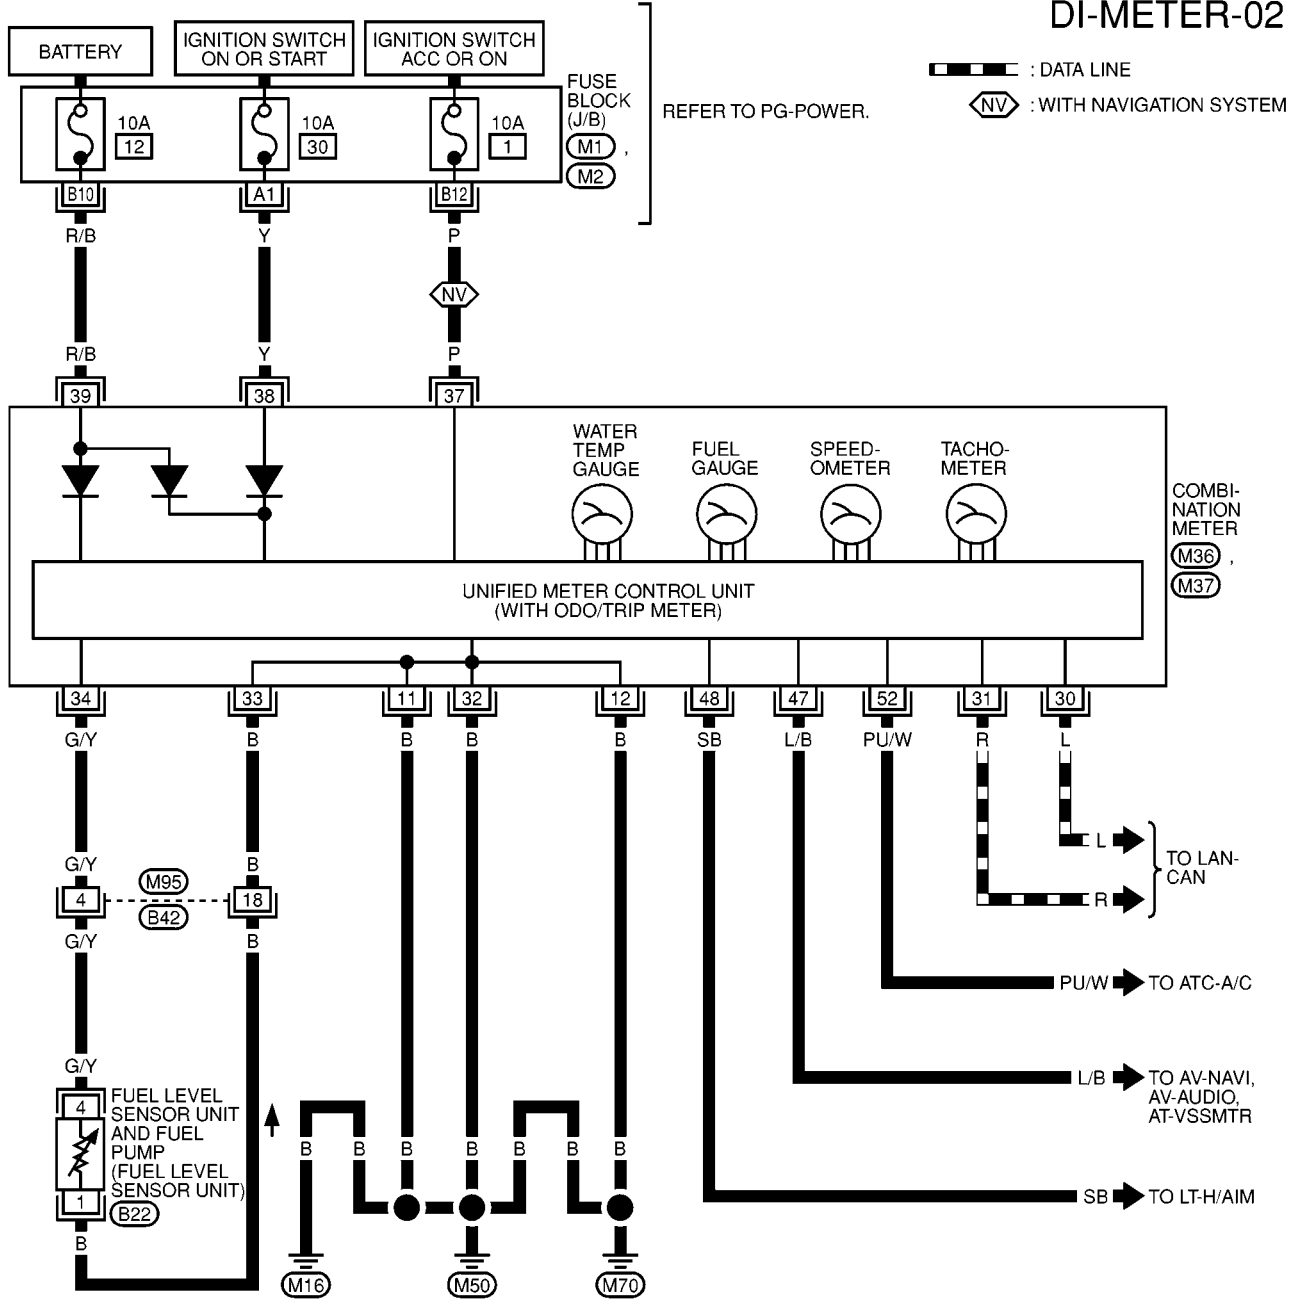 DI-METER-02
BATTERY
IGNITION SWITCH
ON OR START
IGNITION SWITCH
ACC OR ON
: DATA LINE
NV : WITH NAVIGATION SYSTEM
REFER TO PG-POWER.
FUSE
BLOCK
(J/B)
M1 ,
M2
10A
12
10A
30
10A
1
B10
A1
B12
R/B
Y
P
NV
R/B
Y
P
39
38
37
WATER
TEMP
GAUGE
FUEL
GAUGE
SPEED-
OMETER
TACHO-
METER
COMBI-
NATION
METER
M36 ,
M37
UNIFIED METER CONTROL UNIT
(WITH ODO/TRIP METER)
34
33
11
32
12
48
47
52
31
30
G/Y
B
B
B
B
SB
L/B
PU/W
R
L
L
R
TO LAN-
CAN
G/Y
B
4
M95
B42
18
G/Y
B
PU/W
TO ATC-A/C
G/Y
L/B
TO AV-NAVI,
AV-AUDIO,
AT-VSSMTR
4
1
FUEL LEVEL
SENSOR UNIT
AND FUEL
PUMP
(FUEL LEVEL
SENSOR UNIT)
B22
B
B
B
B
B
B
B
B
SB
TO LT-H/AIM
M16
M50
M70